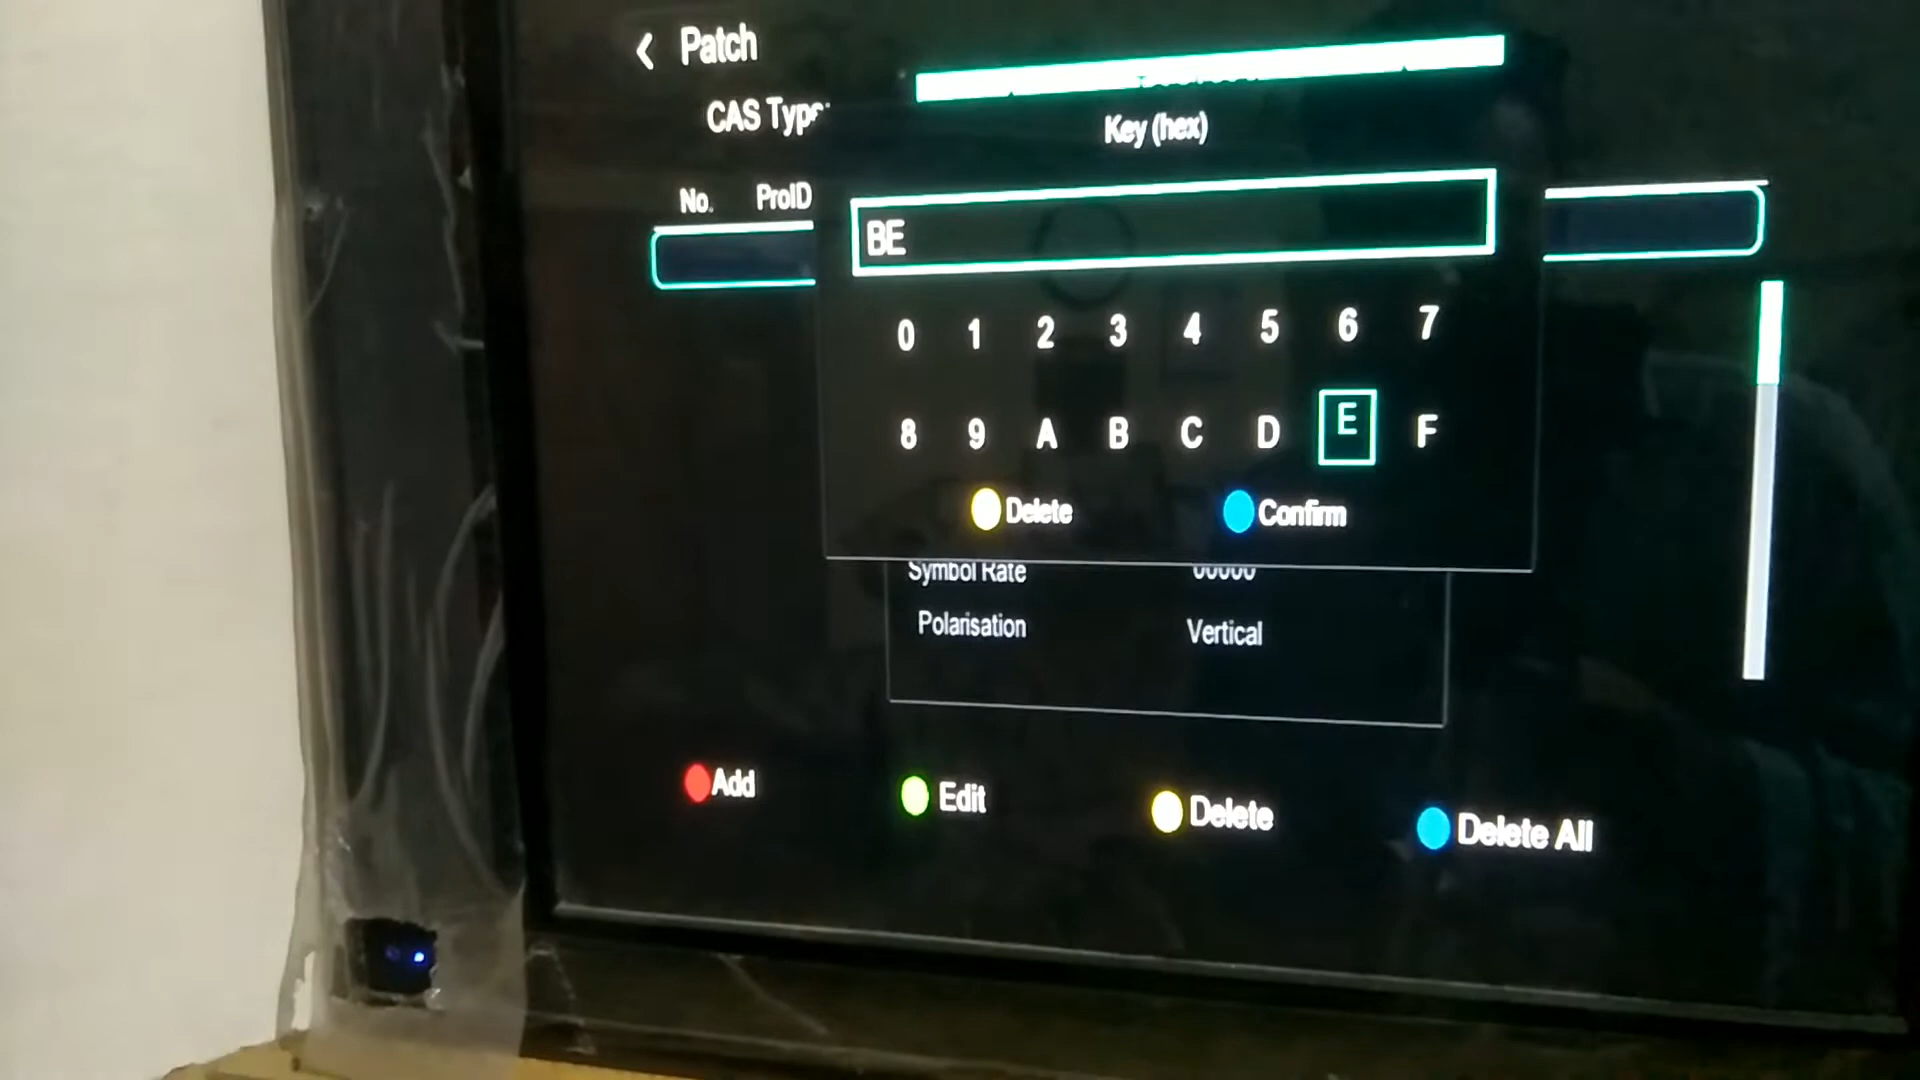 Patch
CAS Type:
Key (hex)
No. ProID
BE
0 1 2 3 4 5 6 7
8 9 A B C D E F
Delete Confirm
Symbol Rate 00000
Polarisation Vertical
Add Edit Delete Delete All